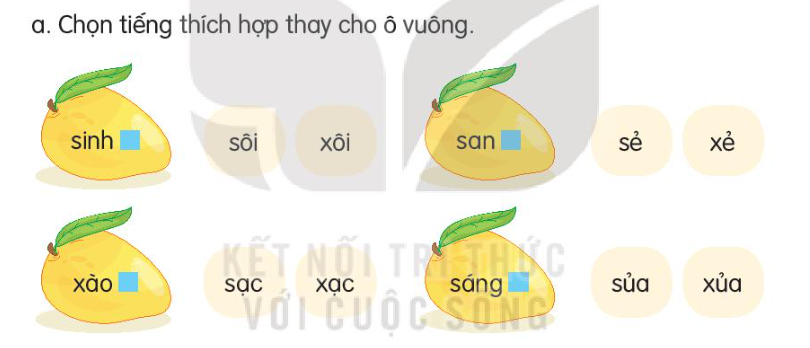 a. Chọn tiếng thích hợp thay cho ô vuông.
sinh sôi xôi san sẻ xẻ
KẾT NỐI TRI THỨC
xào sạc xạc sáng sủa xủa
VỚI CUỘC SỐNG